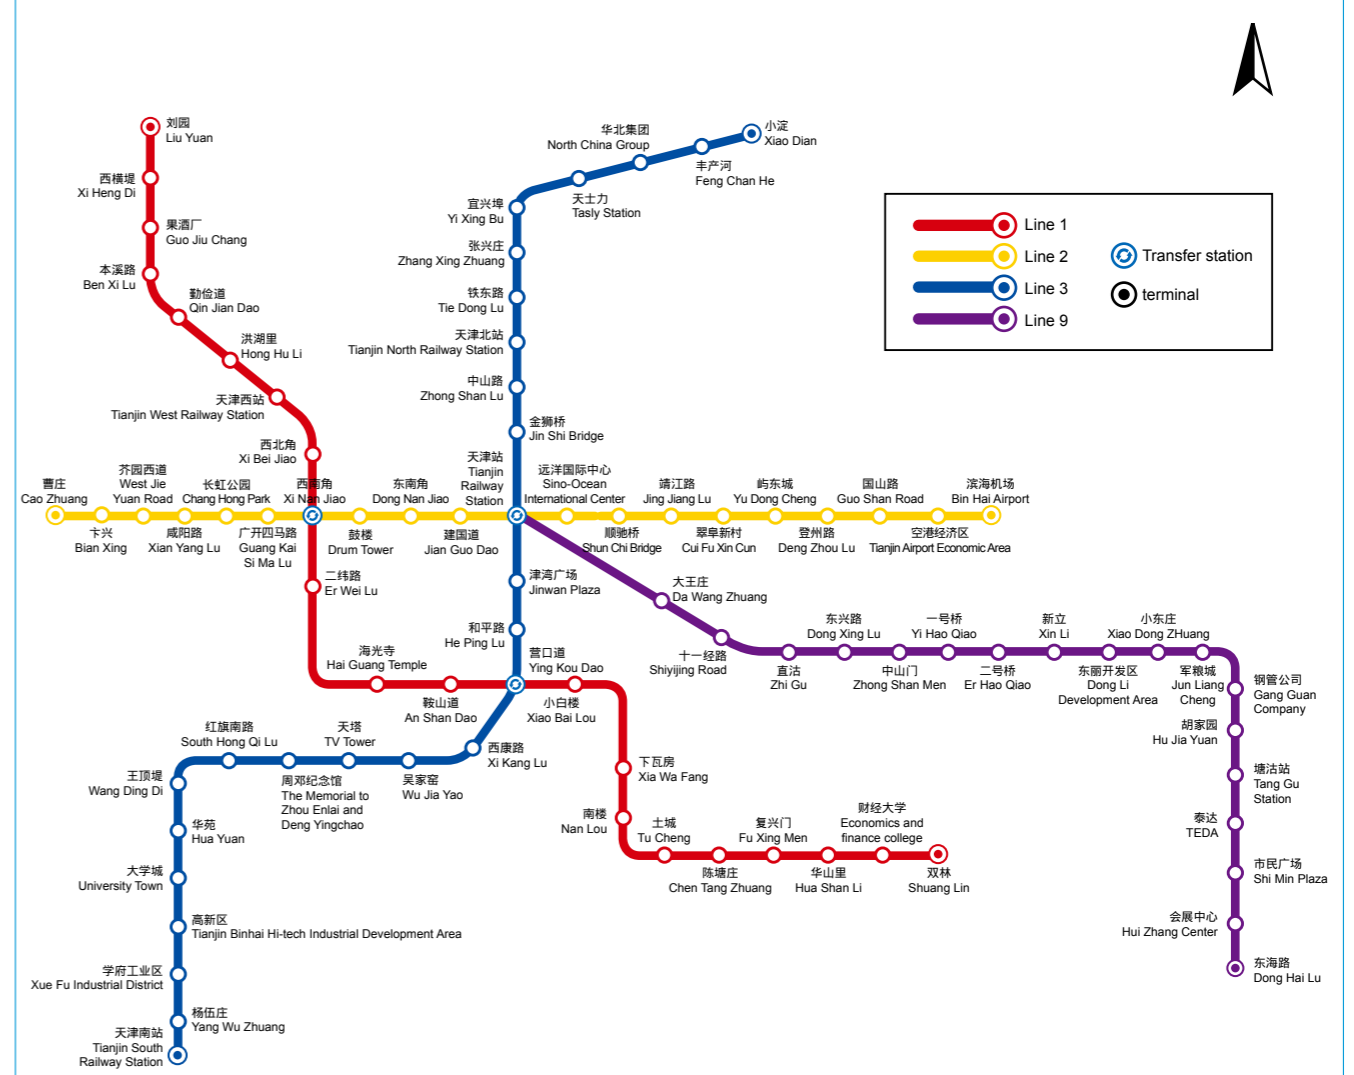 刘园
Liu Yuan
西横堤
Xi Heng Di
果酒厂
Guo Jiu Chang
本溪路
Ben Xi Lu
勤俭道
Qin Jian Dao
洪湖里
Hong Hu Li
天津西站
Tianjin West Railway Station
西北角
Xi Bei Jiao
小淀
Xiao Dian
华北集团
North China Group
丰产河
Feng Chan He
天士力
Tasly Station
宜兴埠
Yi Xing Bu
张兴庄
Zhang Xing Zhuang
铁东路
Tie Dong Lu
天津北站
Tianjin North Railway Station
中山路
Zhong Shan Lu
金狮桥
Jin Shi Bridge
天津站
Tianjin
Railway
Station
Line 1
Line 2
Line 3
Line 9
Transfer station
terminal
曹庄
Cao Zhuang
卞兴
Bian Xing
芥园西道
West Jie
Yuan Road
咸阳路
Xian Yang Lu
长虹公园
Chang Hong Park
广开四马路
Guang Kai
Si Ma Lu
西南角
Xi Nan Jiao
鼓楼
Drum Tower
东南角
Dong Nan Jiao
建国道
Jian Guo Dao
远洋国际中心
Sino-Ocean
International Center
顺驰桥
Shun Chi Bridge
靖江路
Jing Jiang Lu
翠阜新村
Cui Fu Xin Cun
屿东城
Yu Dong Cheng
登州路
Deng Zhou Lu
国山路
Guo Shan Road
空港经济区
Tianjin Airport Economic Area
滨海机场
Bin Hai Airport
二纬路
Er Wei Lu
海光寺
Hai Guang Temple
鞍山道
An Shan Dao
津湾广场
Jinwan Plaza
和平路
He Ping Lu
营口道
Ying Kou Dao
小白楼
Xiao Bai Lou
下瓦房
Xia Wa Fang
南楼
Nan Lou
土城
Tu Cheng
陈塘庄
Chen Tang Zhuang
复兴门
Fu Xing Men
华山里
Hua Shan Li
财经大学
Economics and
finance college
双林
Shuang Lin
大王庄
Da Wang Zhuang
十一经路
Shiyijing Road
直沽
Zhi Gu
东兴路
Dong Xing Lu
中山门
Zhong Shan Men
一号桥
Yi Hao Qiao
二号桥
Er Hao Qiao
新立
Xin Li
东丽开发区
Dong Li
Development Area
小东庄
Xiao Dong ZHuang
军粮城
Jun Liang
Cheng
钢管公司
Gang Guan
Company
胡家园
Hu Jia Yuan
塘沽站
Tang Gu
Station
泰达
TEDA
市民广场
Shi Min Plaza
会展中心
Hui Zhang Center
东海路
Dong Hai Lu
西康路
Xi Kang Lu
吴家窑
Wu Jia Yao
天塔
TV Tower
周邓纪念馆
The Memorial to
Zhou Enlai and
Deng Yingchao
红旗南路
South Hong Qi Lu
王顶堤
Wang Ding Di
华苑
Hua Yuan
大学城
University Town
高新区
Tianjin Binhai Hi-tech Industrial Development Area
学府工业区
Xue Fu Industrial District
杨伍庄
Yang Wu Zhuang
天津南站
Tianjin South
Railway Station